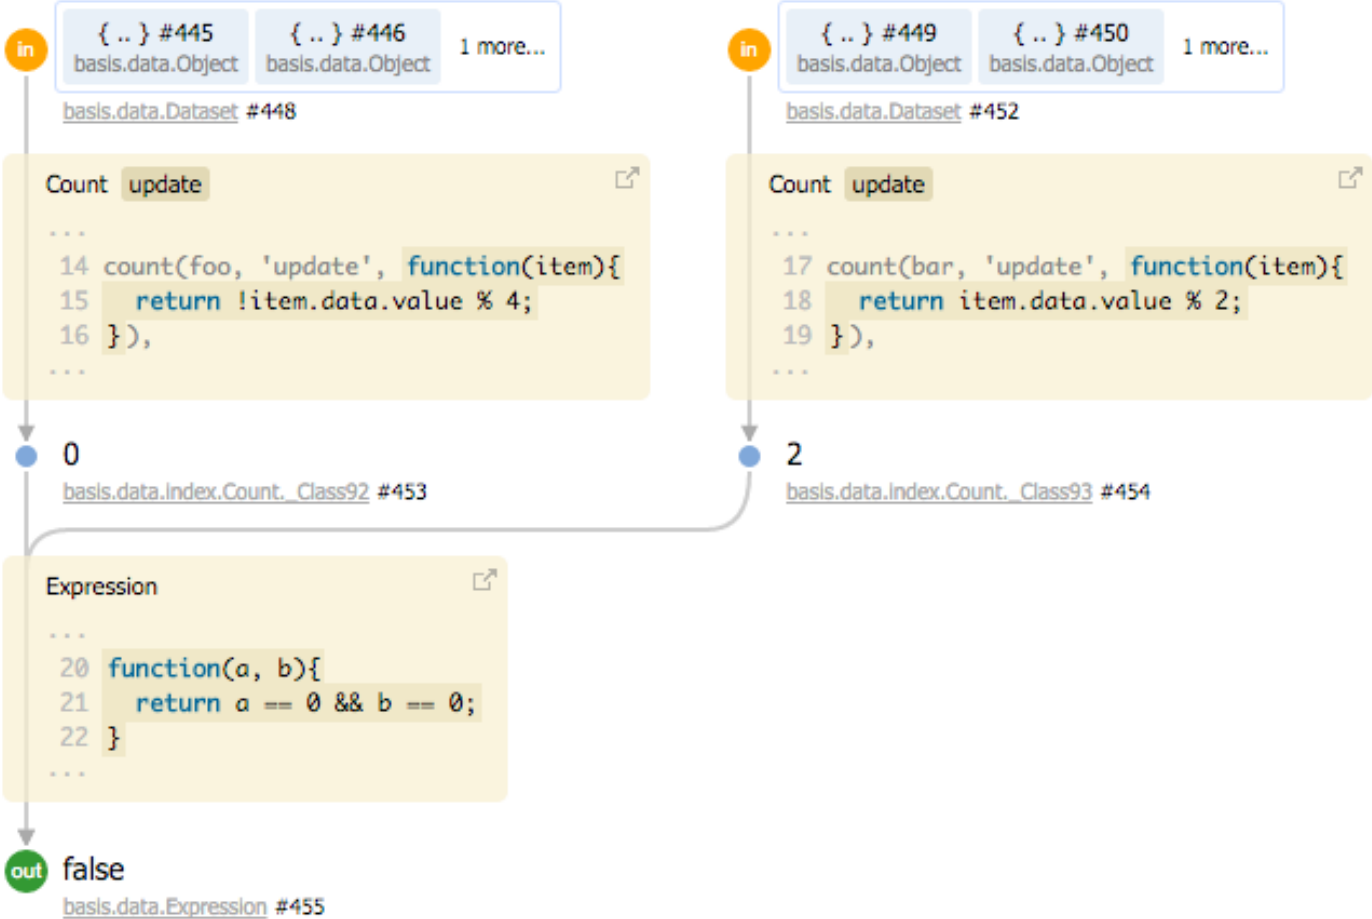 in
{ .. } #445
basis.data.Object
{ .. } #446
basis.data.Object
1 more...
basis.data.Dataset #448
in
{ .. } #449
basis.data.Object
{ .. } #450
basis.data.Object
1 more...
basis.data.Dataset #452
Count update
...
14 count(foo, 'update', function(item){
15 return !item.data.value % 4;
16 }),
...
Count update
...
17 count(bar, 'update', function(item){
18 return item.data.value % 2;
19 }),
...
0
basis.data.index.Count._Class92 #453
2
basis.data.index.Count._Class93 #454
Expression
...
20 function(a, b){
21 return a == 0 && b == 0;
22 }
...
out
false
basis.data.Expression #455